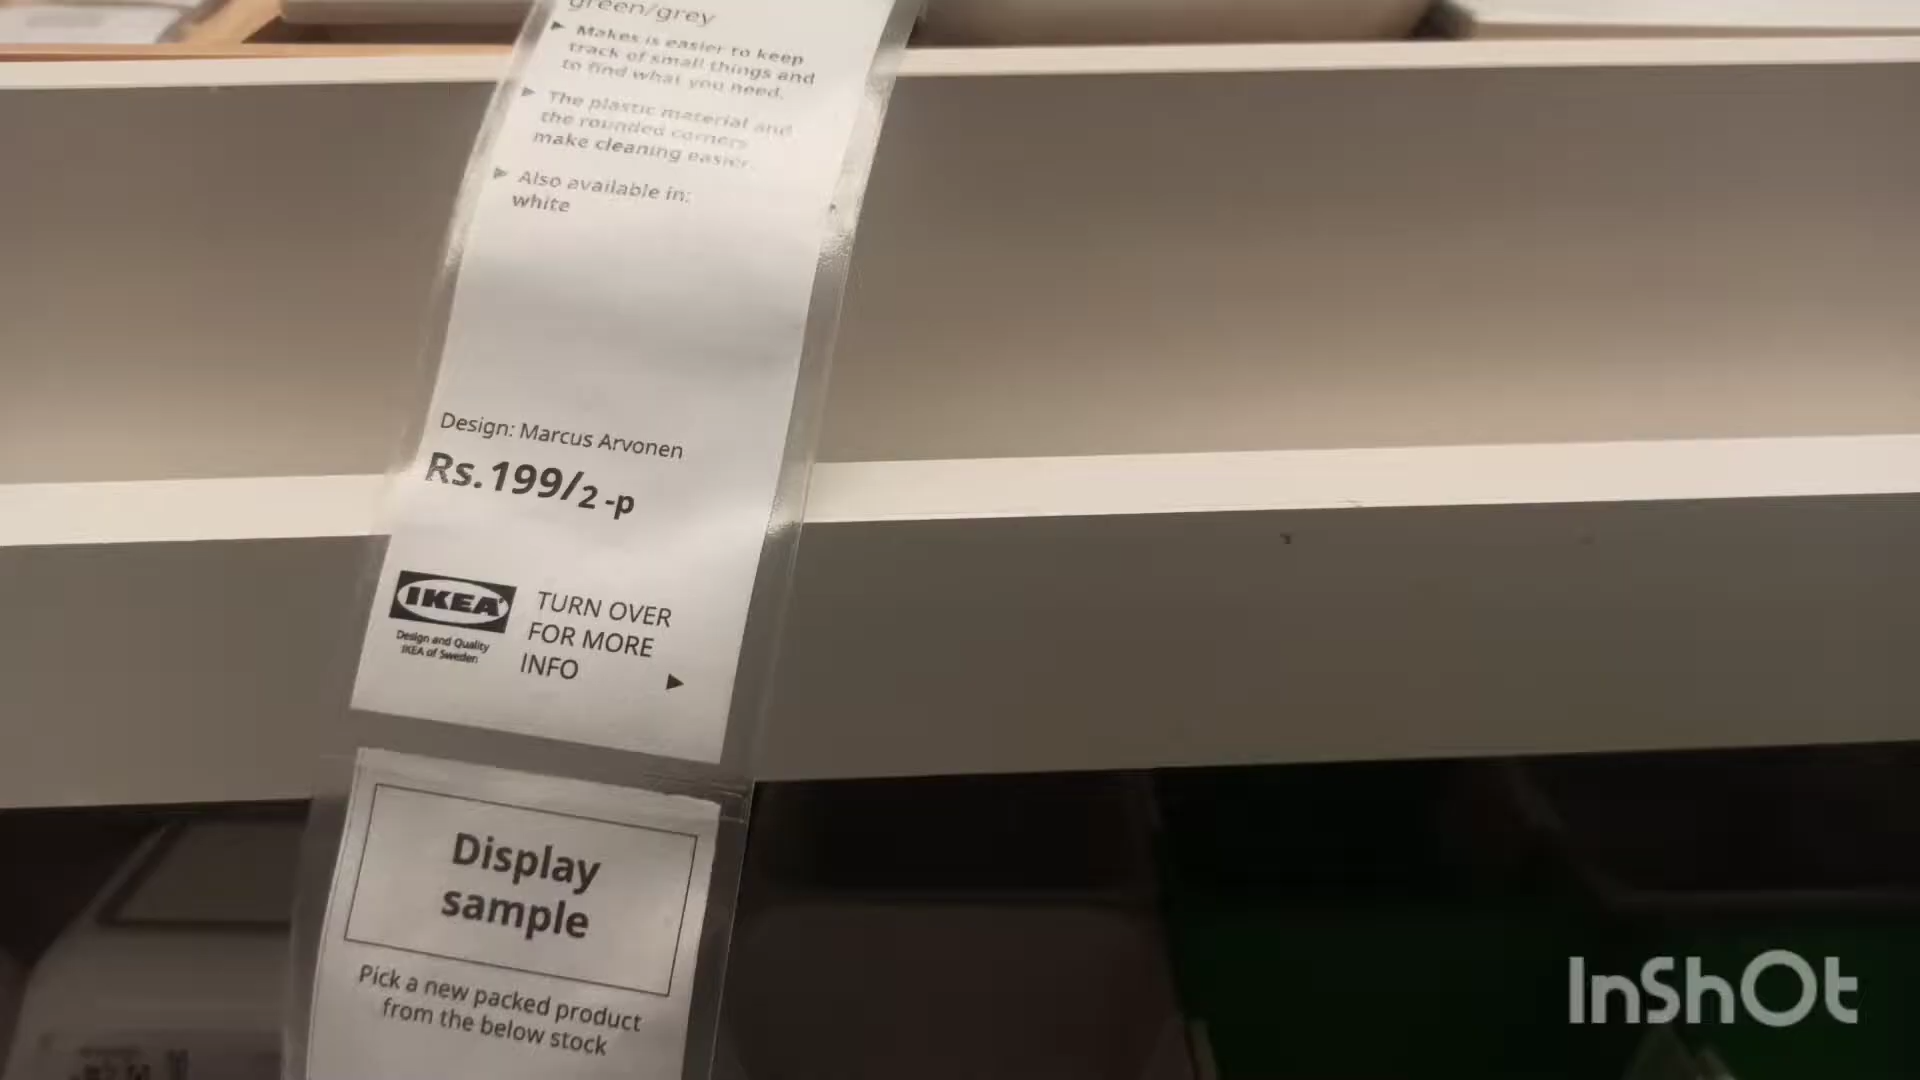 green/grey
► Makes is easier to keep
track of small things and
to find what you need.
► The plastic material and
the rounded corners
make cleaning easier.
► Also available in:
white
Design: Marcus Arvonen
Rs.199/2 -p
IKEA
Design and Quality
IKEA of Sweden
TURN OVER
FOR MORE
INFO ►
Display
sample
Pick a new packed product
from the below stock
InShOt